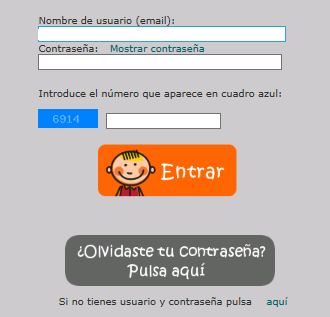 Nombre de usuario (email):
Contraseña: Mostrar contraseña
Introduce el número que aparece en cuadro azul:
6914
Entrar
¿Olvidaste tu contraseña?
Pulsa aquí
Si no tienes usuario y contraseña pulsa aquí